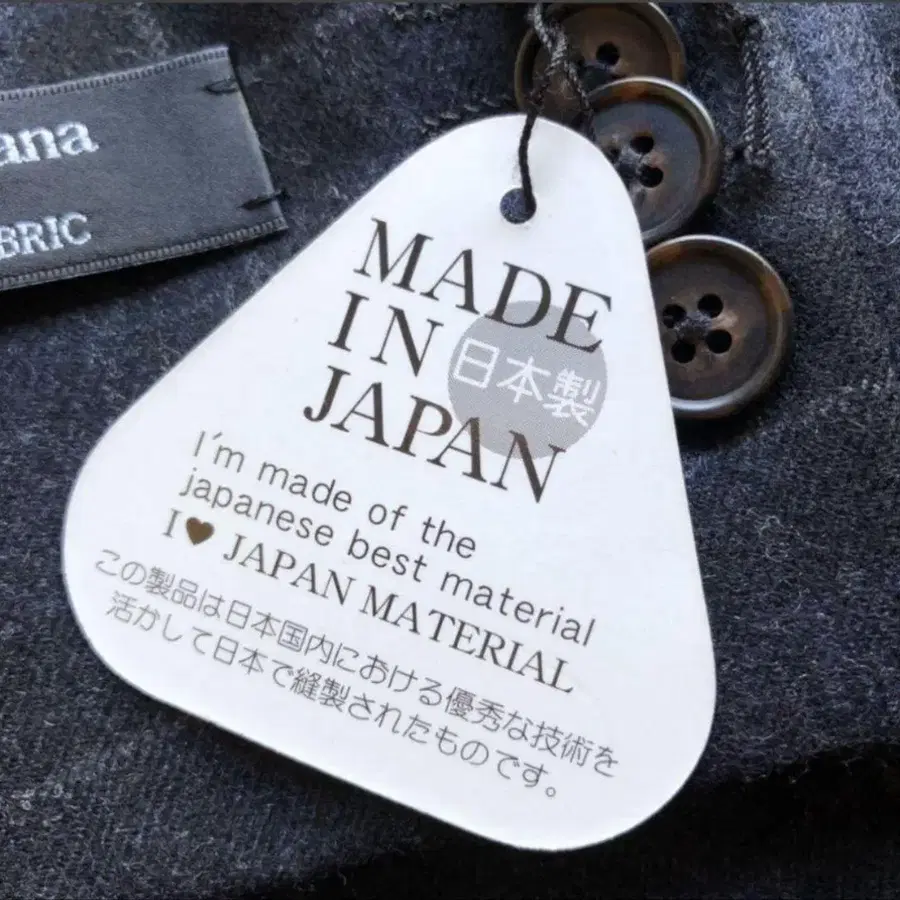 ana
BRIC
MADE
IN
日本製
JAPAN
I´m made of the
japanese best material
I♥ JAPAN MATERIAL
この製品は日本国内における優秀な技術を
活かして日本で縫製されたものです。